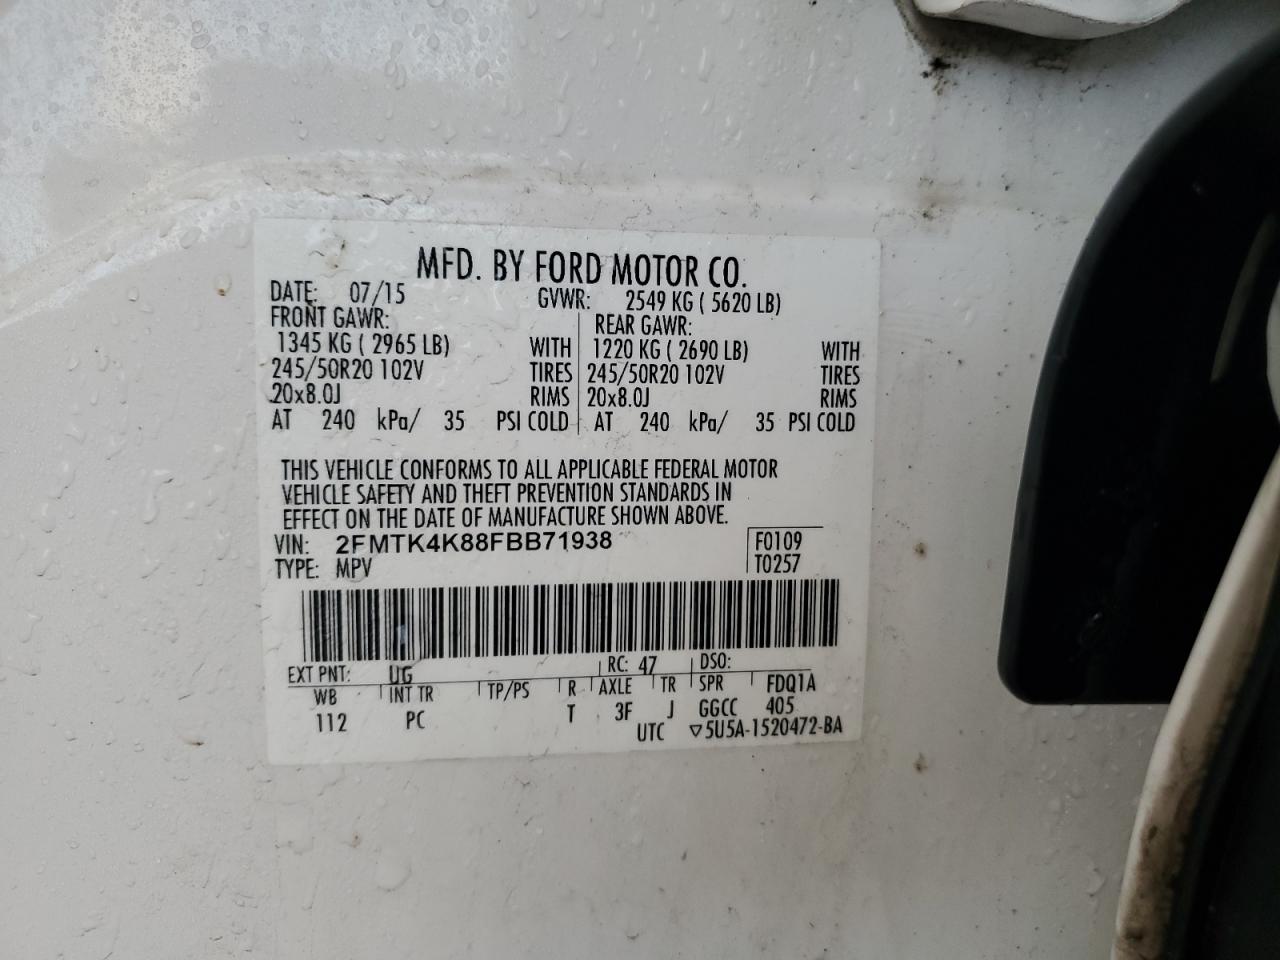 MFD. BY FORD MOTOR CO.
DATE: 07/15 GVWR: 2549 KG ( 5620 LB)
FRONT GAWR: REAR GAWR:
1345 KG ( 2965 LB) WITH 1220 KG ( 2690 LB) WITH
245/50R20 102V TIRES 245/50R20 102V TIRES
20x8.0J RIMS 20x8.0J RIMS
AT 240 kPa/ 35 PSI COLD AT 240 kPa/ 35 PSI COLD
THIS VEHICLE CONFORMS TO ALL APPLICABLE FEDERAL MOTOR
VEHICLE SAFETY AND THEFT PREVENTION STANDARDS IN
EFFECT ON THE DATE OF MANUFACTURE SHOWN ABOVE.
VIN: 2FMTK4K88FBB71938 F0109
TYPE: MPV T0257
EXT PNT: UG RC: 47 DSO:
WB INT TR TP/PS R AXLE TR SPR FDQ1A
112 PC T 3F J GGCC 405
UTC ▽5U5A-1520472-BA